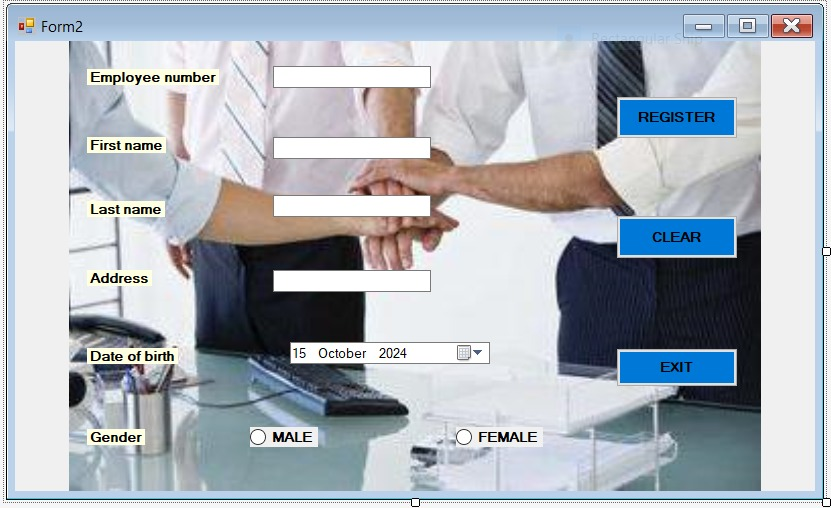 Form2
Employee number
REGISTER
First name
Last name
CLEAR
Address
Date of birth
15 October 2024
EXIT
Gender
MALE
FEMALE